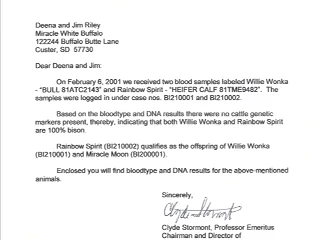 Deena and Jim Riley
Miracle White Buffalo
122244 Buffalo Butte Lane
Custer, SD 57730
Dear Deena and Jim:
On February 6, 2001 we received two blood samples labeled Willie Wonka
- "BULL 81ATC2143" and Rainbow Spirit - "HEIFER CALF 81TME9482". The
samples were logged in under case nos. BI210001 and BI210002.
Based on the bloodtype and DNA results there were no cattle genetic
markers present, thereby, indicating that both Willie Wonka and Rainbow Spirit
are 100% bison.
Rainbow Spirit (BI210002) qualifies as the offspring of Willie Wonka
(BI210001) and Miracle Moon (BI200001).
Enclosed you will find bloodtype and DNA results for the above-mentioned
animals.
Sincerely,
Clyde Stormont
Clyde Stormont, Professor Emeritus
Chairman and Director of